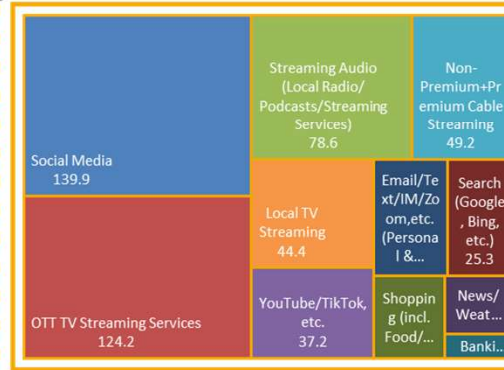 Social Media
139.9
OTT TV Streaming Services
124.2
Streaming Audio
(Local Radio/
Podcasts/Streaming
Services)
78.6
Non-
Premium+Pr
emium Cable
Streaming
49.2
Local TV
Streaming
44.4
YouTube/TikTok,
etc.
37.2
Email/Te
xt/IM/Zo
om,etc.
(Persona
l &...
Search
(Google
, Bing,
etc.)
25.3
Shoppin
g (incl.
Food/...
News/
Weat...
Banki...